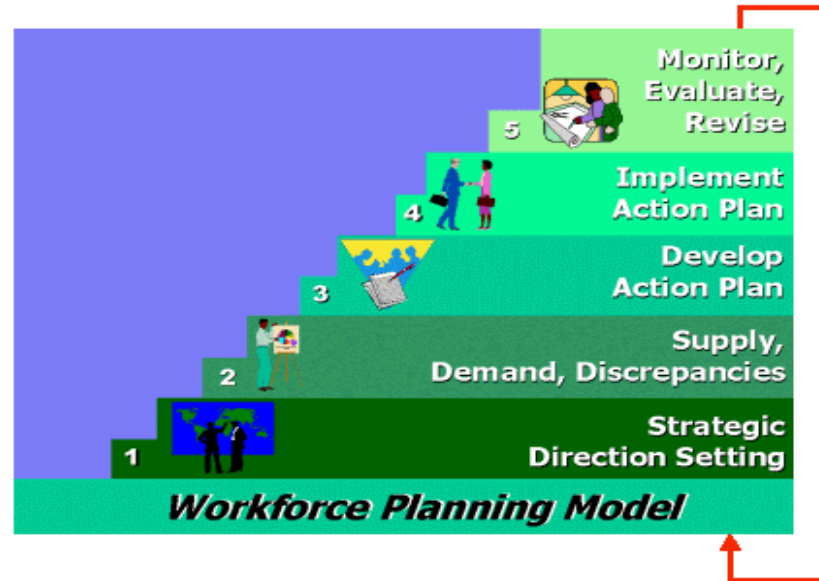 Monitor,
Evaluate,
Revise
5
Implement
Action Plan
4
Develop
Action Plan
3
Supply,
Demand, Discrepancies
2
Strategic
Direction Setting
1
Workforce Planning Model